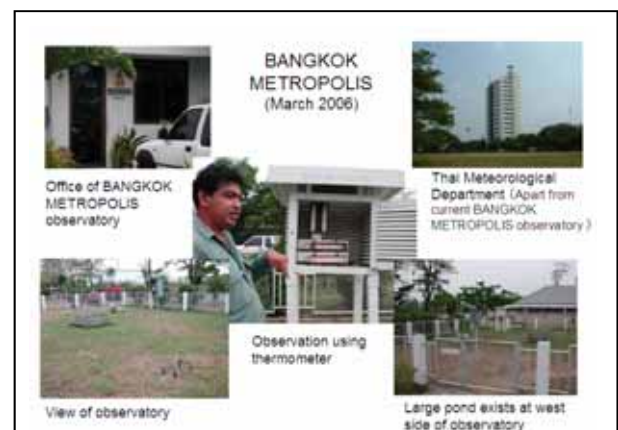 BANGKOK
METROPOLIS
(March 2006)
Office of BANGKOK
METROPOLIS
observatory
Thai Meteorological
Department (Apart from
current BANGKOK
METROPOLIS observatory)
Observation using
thermometer
View of observatory
Large pond exists at west
side of observatory